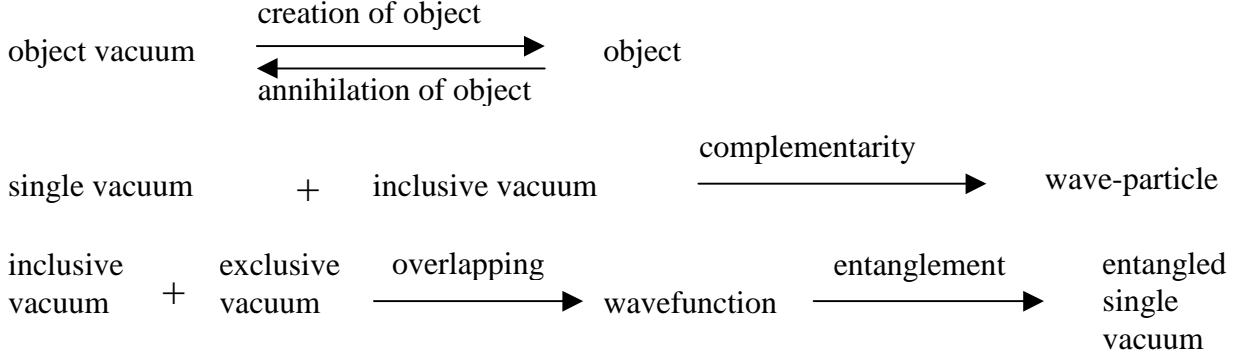 creation of object
object vacuum object
annihilation of object
complementarity
single vacuum + inclusive vacuum wave-particle
inclusive exclusive overlapping entanglement entangled
vacuum + vacuum wavefunction single
vacuum